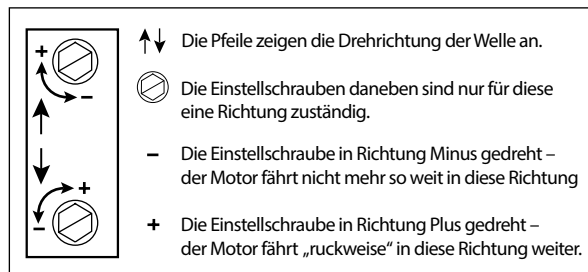 +
–
–
+
Die Pfeile zeigen die Drehrichtung der Welle an.
Die Einstellschrauben daneben sind nur für diese
eine Richtung zuständig.
– Die Einstellschraube in Richtung Minus gedreht –
der Motor fährt nicht mehr so weit in diese Richtung
+ Die Einstellschraube in Richtung Plus gedreht –
der Motor fährt „ruckweise“ in diese Richtung weiter.